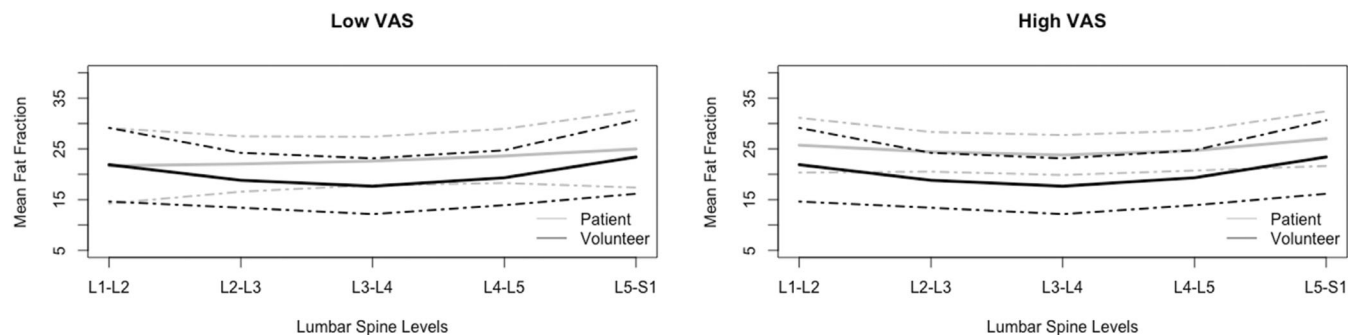 Low VAS
Mean Fat Fraction
35
25
15
5
Patient
Volunteer
L1-L2 L2-L3 L3-L4 L4-L5 L5-S1
Lumbar Spine Levels
High VAS
Mean Fat Fraction
35
25
15
5
Patient
Volunteer
L1-L2 L2-L3 L3-L4 L4-L5 L5-S1
Lumbar Spine Levels